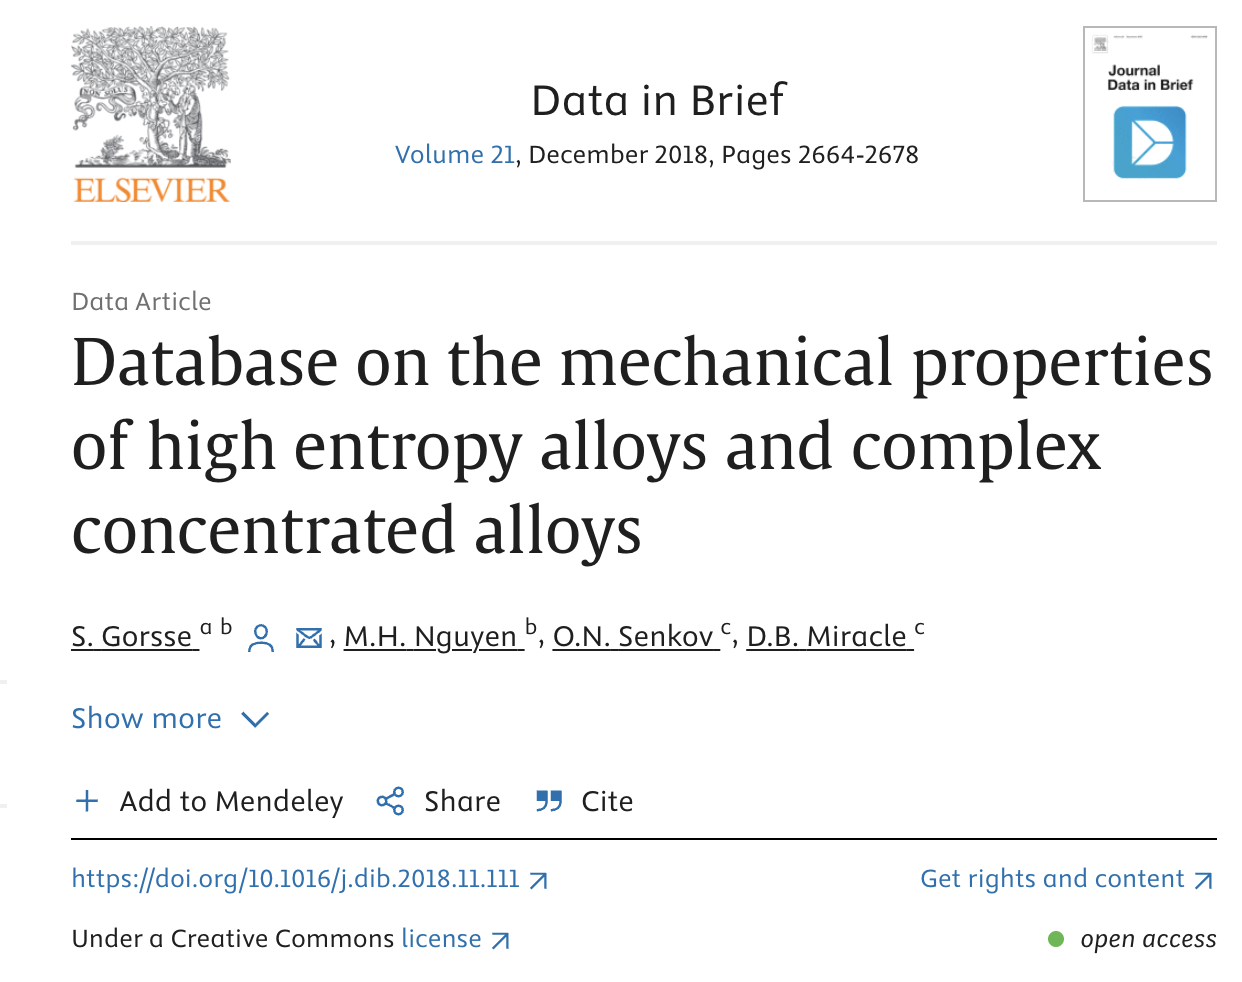 ELSEVIER
Data in Brief
Volume 21, December 2018, Pages 2664-2678
Journal
Data in Brief
Data Article
Database on the mechanical properties
of high entropy alloys and complex
concentrated alloys
S. Gorsse a b , M.H. Nguyen b, O.N. Senkov c, D.B. Miracle c
Show more
Add to Mendeley Share Cite
https://doi.org/10.1016/j.dib.2018.11.111 Get rights and content
Under a Creative Commons license open access